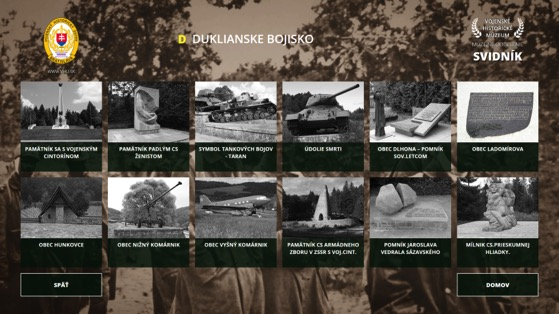 D DUKLIANSKE BOJISKO
VOJENSKÉ
HISTORICKÉ
MÚZEUM
SVIDNÍK
www.vhu.sk
PAMÄTNÍK SA S VOJENSKÝM
CINTORÍNOM
PAMÄTNÍK PADLÝM CS
ŽENISTOM
SYMBOL TANKOVÝCH BOJOV
- TARAN
ÚDOLIE SMRTI
OBEC DLHOŇA – POMNÍK
SOV.LETCOM
OBEC LADOMÍROVA
OBEC HUNKOVCE
OBEC NIŽNÝ KOMÁRNIK
OBEC VYŠNÝ KOMÁRNIK
PAMÄTNÍK CS ARMÁDNEHO
ZBORU V ZSSR S VOJ.CINT.
POMNÍK JAROSLAVA
VEDRALA SÁZAVSKÉHO
MÍLNIK CS.PRIESKUMNEJ
HLIADKY.
SPÄŤ
DOMOV